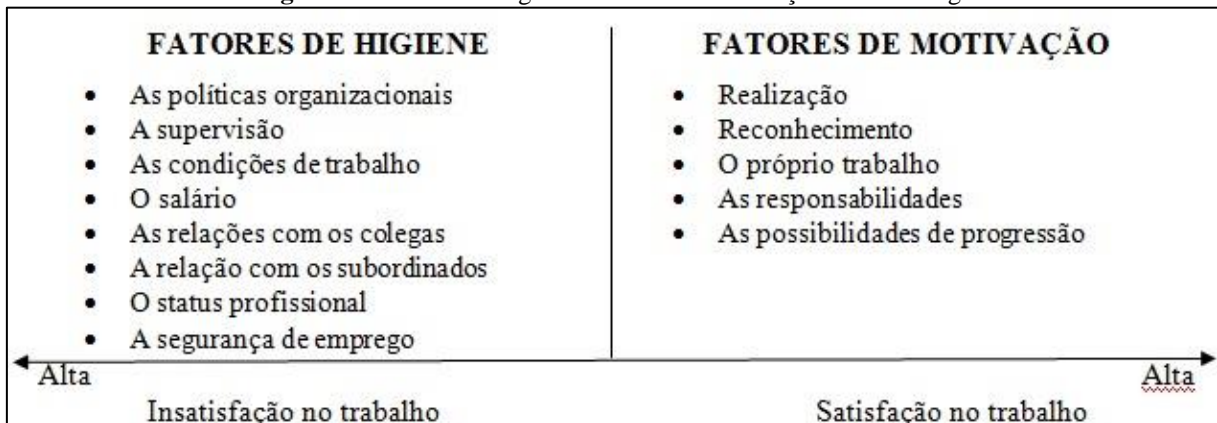 FATORES DE HIGIENE
• As políticas organizacionais
• A supervisão
• As condições de trabalho
• O salário
• As relações com os colegas
• A relação com os subordinados
• O status profissional
• A segurança de emprego
FATORES DE MOTIVAÇÃO
• Realização
• Reconhecimento
• O próprio trabalho
• As responsabilidades
• As possibilidades de progressão
Alta
Alta
Insatisfação no trabalho
Satisfação no trabalho